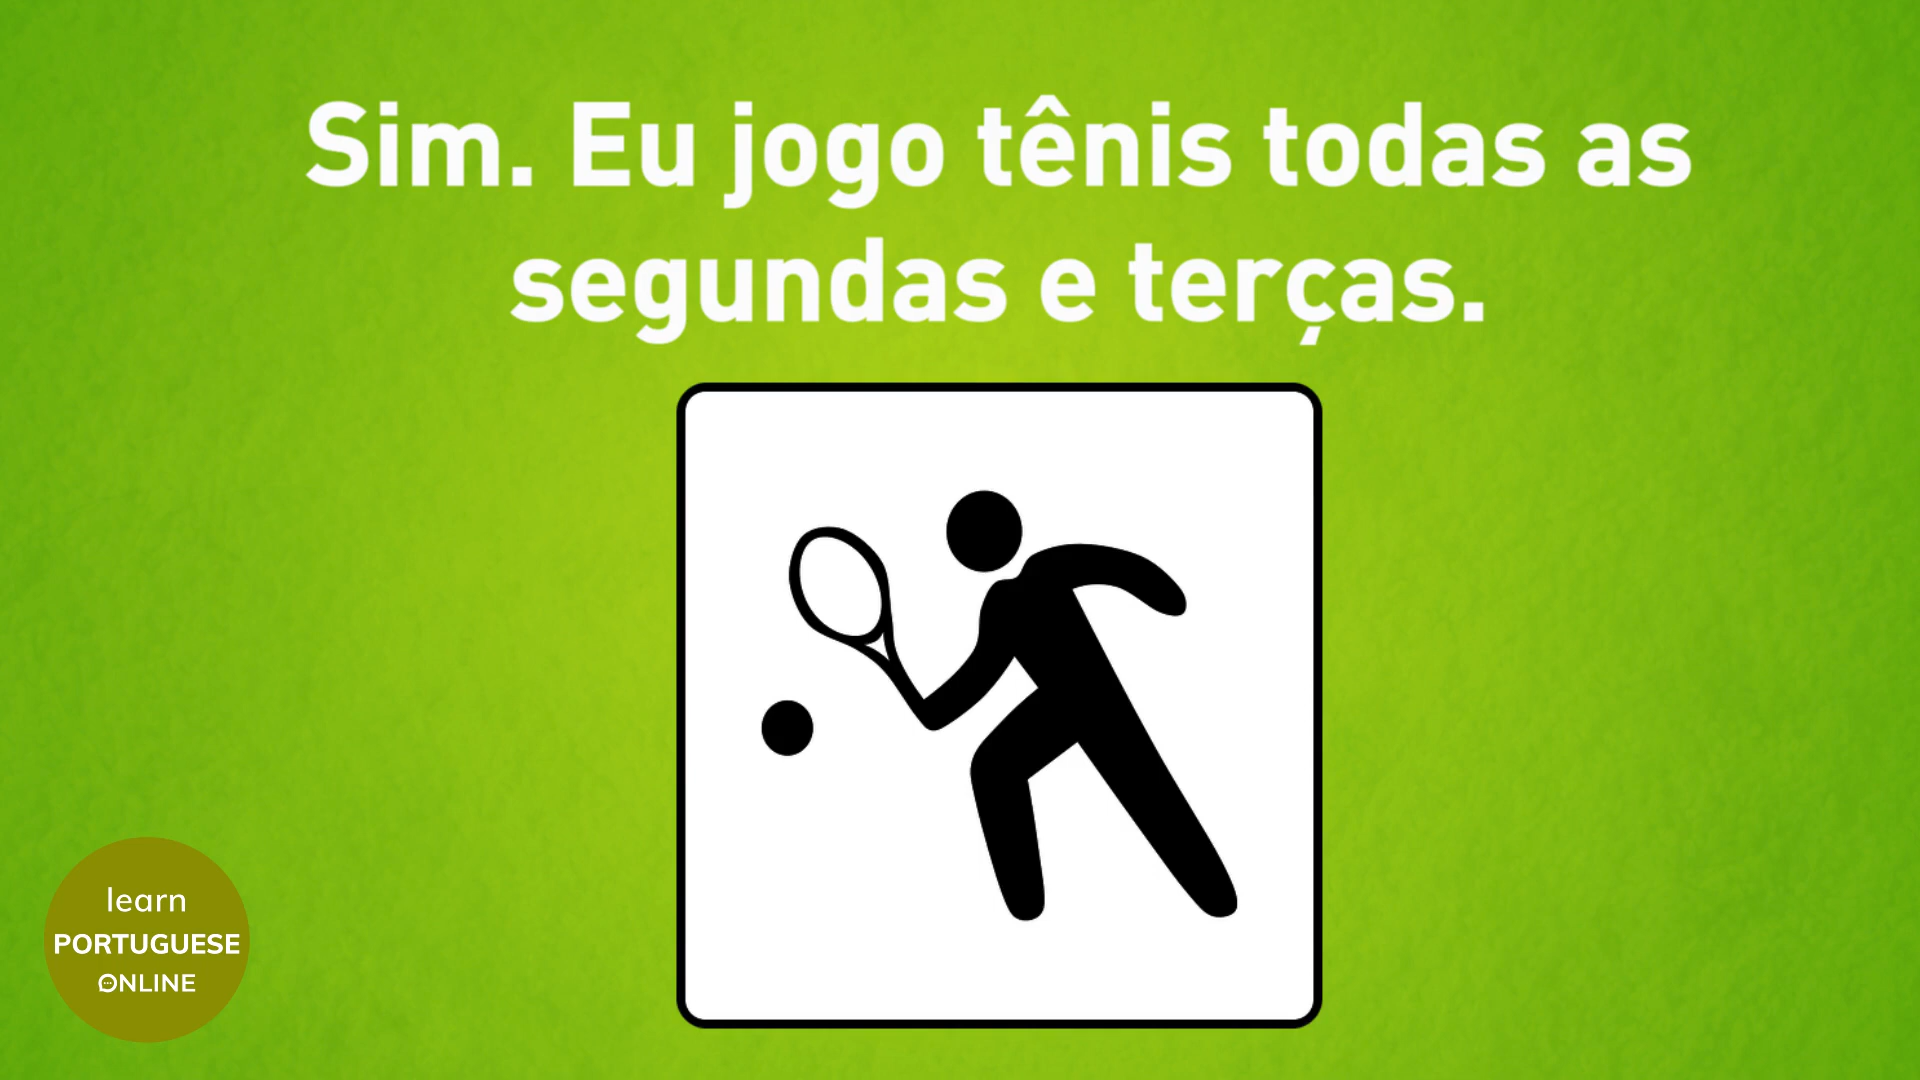 Sim. Eu jogo tênis todas as
segundas e terças.
learn
PORTUGUESE
ONLINE